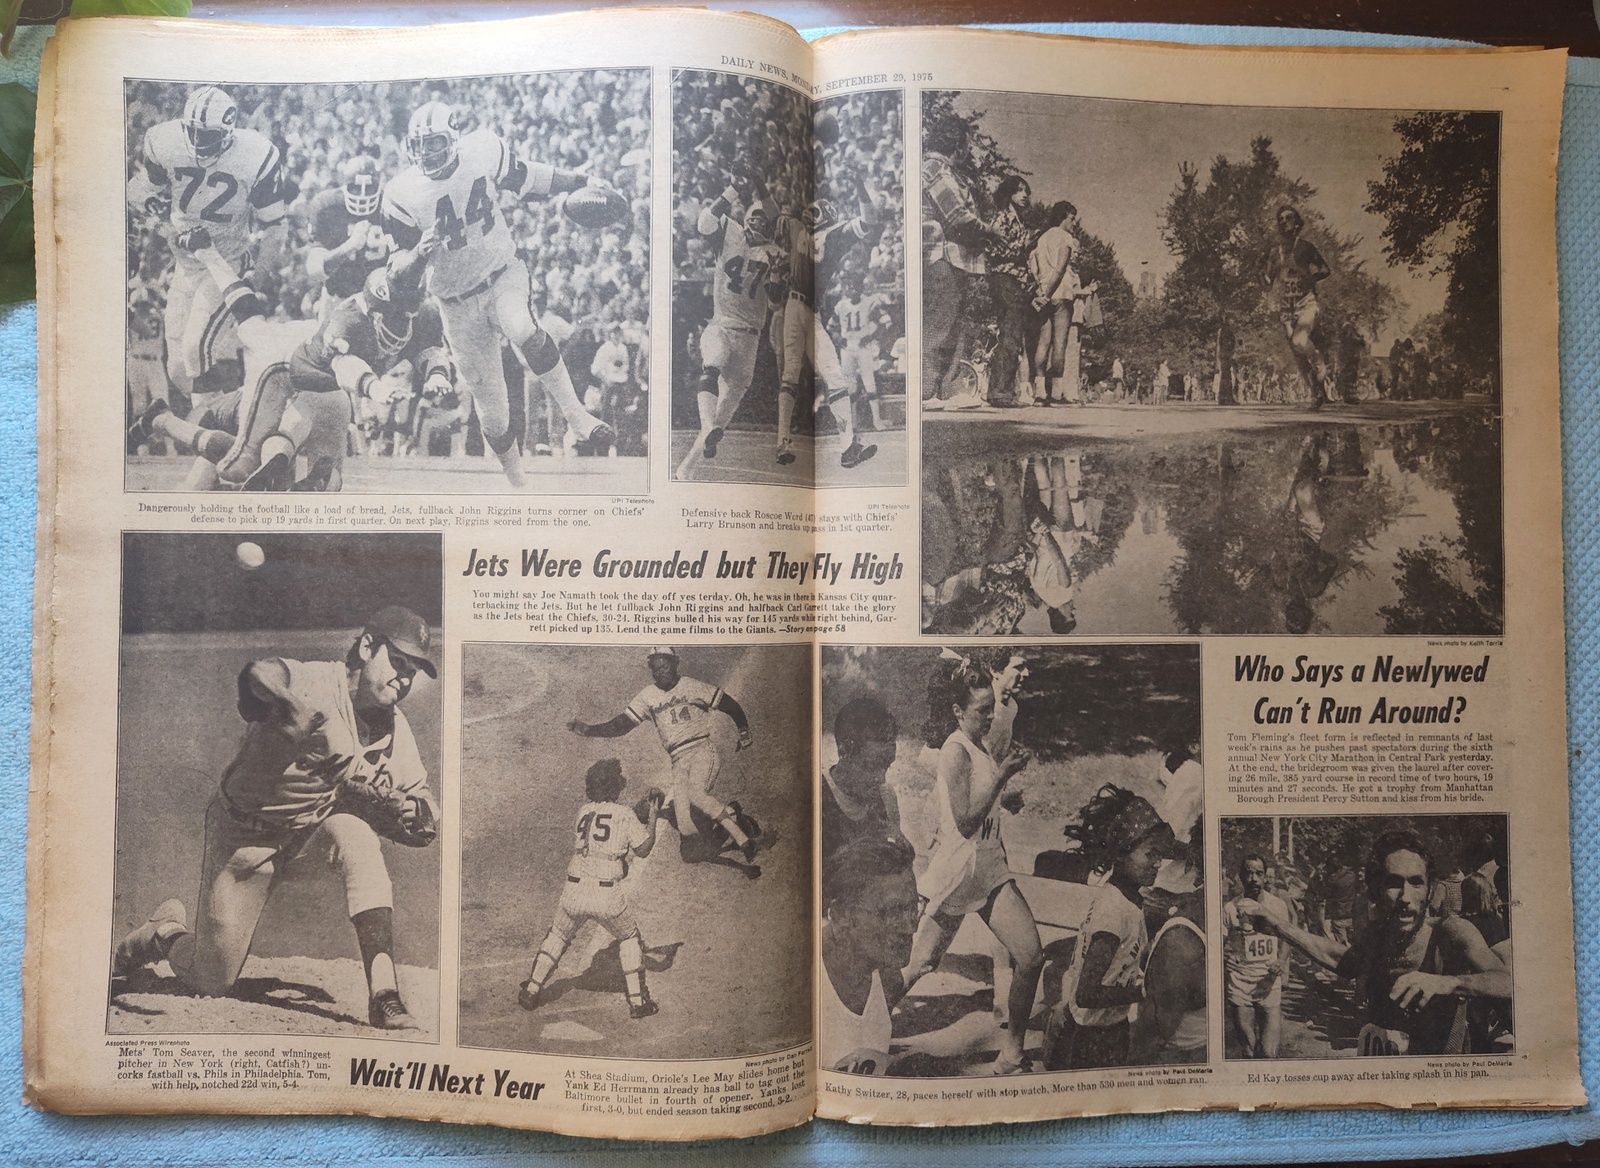 DAILY NEWS, MONDAY, SEPTEMBER 29, 1975
72
44
47
11
UPI Telephoto
Dangerously holding the football like a load of bread, Jets, fullback John Riggins turns corner on Chiefs'
defense to pick up 19 yards in first quarter. On next play, Riggins scored from the one.
UPI Telephoto
Defensive back Roscoe Word (47) stays with Chiefs'
Larry Brunson and breaks up pass in 1st quarter.
Jets Were Grounded but They Fly High
You might say Joe Namath took the day off yes terday. Oh, he was in there in Kansas City quar-
terbacking the Jets. But he let fullback John Riggins and halfback Carl Garrett take the glory
as the Jets beat the Chiefs, 30-24. Riggins bulled his way for 145 yards while right behind, Gar-
rett picked up 135. Lend the game films to the Giants. —Story on page 58
News photo by Keith Torrie
Who Says a Newlywed
Can't Run Around?
Tom Fleming's fleet form is reflected in remnants of last
week's rains as he pushes past spectators during the sixth
annual New York City Marathon in Central Park yesterday.
At the end, the bridegroom was given the laurel after cover-
ing 26 mile, 385 yard course in record time of two hours, 19
minutes and 27 seconds. He got a trophy from Manhattan
Borough President Percy Sutton and kiss from his bride.
14
45
450
Associated Press Wirephoto
Mets' Tom Seaver, the second winningest
pitcher in New York (right, Catfish?) un-
corks fastball vs. Phils in Philadelphia. Tom,
with help, notched 22d win, 5-4.
Wait'll Next Year
News photo by Dan
At Shea Stadium, Oriole's Lee May slides home but
Yank Ed Herrmann already has ball to tag out the
Baltimore bullet in fourth of opener. Yanks lost
first, 3-0, but ended season taking second, 3-2.
News photo by Paul DeMaria
Kathy Switzer, 28, paces herself with stop watch. More than 530 men and women ran.
News photo by Paul DeMaria
Ed Kay tosses cup away after taking splash in his pan.